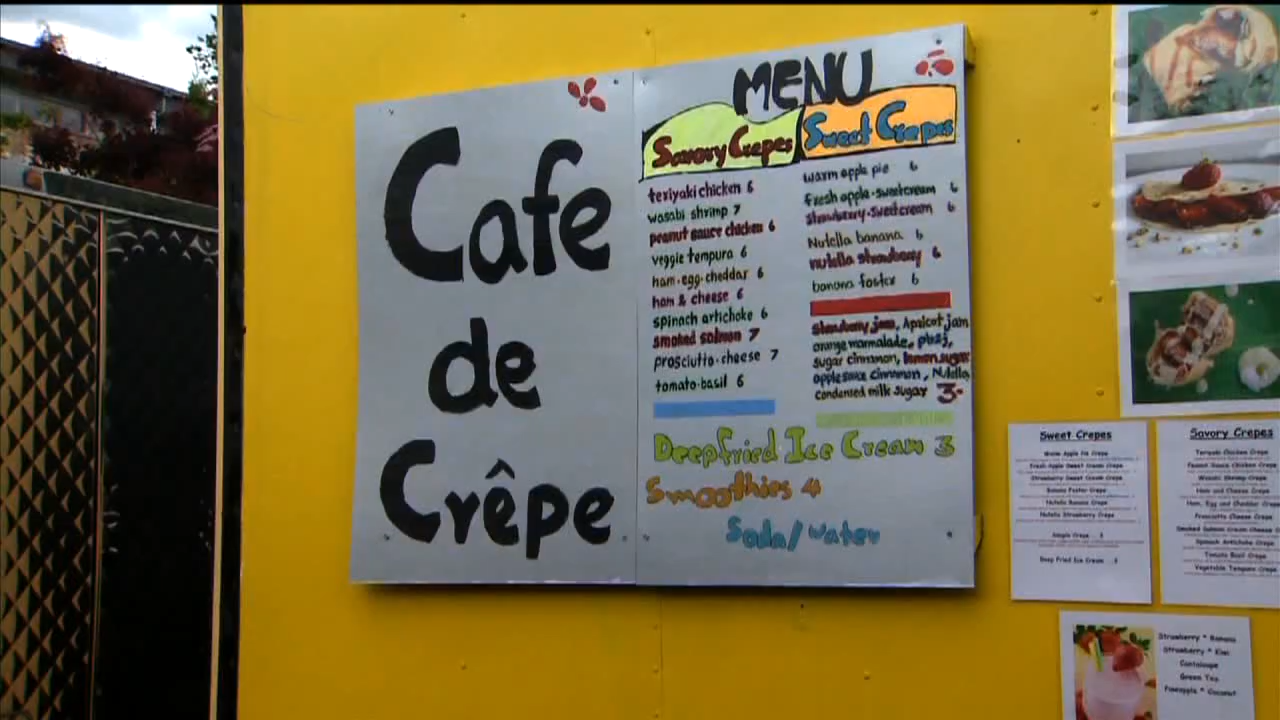 Cafe
de
Crêpe
MENU
Savory Crepes
teriyaki chicken 6
wasabi shrimp 7
peanut sauce chicken 6
veggie tempura 6
ham-egg-cheddar 6
ham & cheese 6
spinach artichoke 6
smoked salmon 7
prosciutto-cheese 7
tomato-basil 6
Sweet Crepes
warm apple pie 6
fresh apple-sweetcream 6
strawberry-sweetcream 6
Nutella banana 6
nutella strawberry 6
banana foster 6
strawberry jam, Apricot jam
orange marmalade, pb&j,
sugar cinnamon, lemon sugar
applesauce cinnamon, Nutella,
condensed milk sugar 3-
Deepfried Ice Cream 3
Smoothies 4
Soda/water
Sweet Crepes
Warm Apple Pie Crepe
Fresh Apple Sweet Cream Crepe
Strawberry Sweet Cream Crepe
Banana Foster Crepe
Nutella Banana Crepe
Nutella Strawberry Crepe
Simple Crepe 3
Deep Fried Ice Cream 3
Savory Crepes
Teriyaki Chicken Crepe
Peanut Sauce Chicken Crepe
Wasabi Shrimp Crepe
Ham and Cheese Crepe
Ham, Egg and Cheddar Crepe
Prosciutto Cheese Crepe
Smoked Salmon Cream Cheese
Spinach Artichoke Crepe
Tomato Basil Crepe
Vegetable Tempura Crepe
Strawberry * Banana
Strawberry * Kiwi
Cantaloupe
Green Tea
Pineapple * Coconut